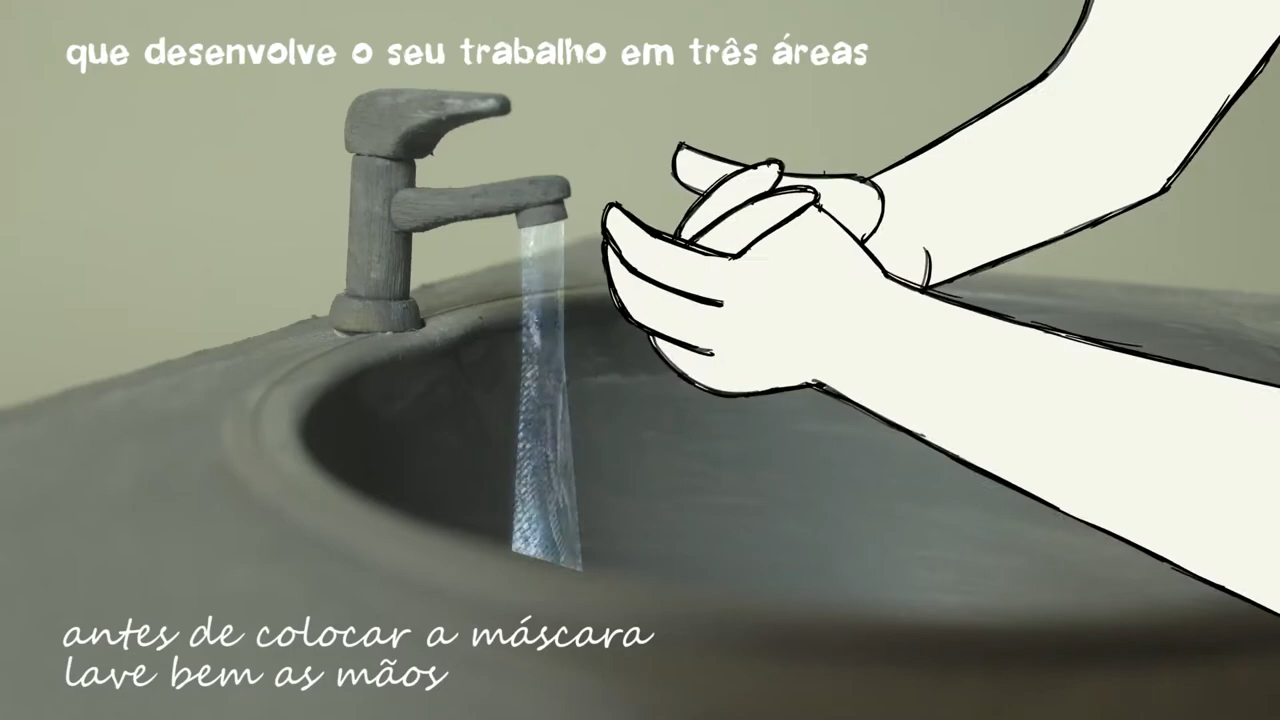 que desenvolve o seu trabalho em três áreas
antes de colocar a máscara
lave bem as mãos